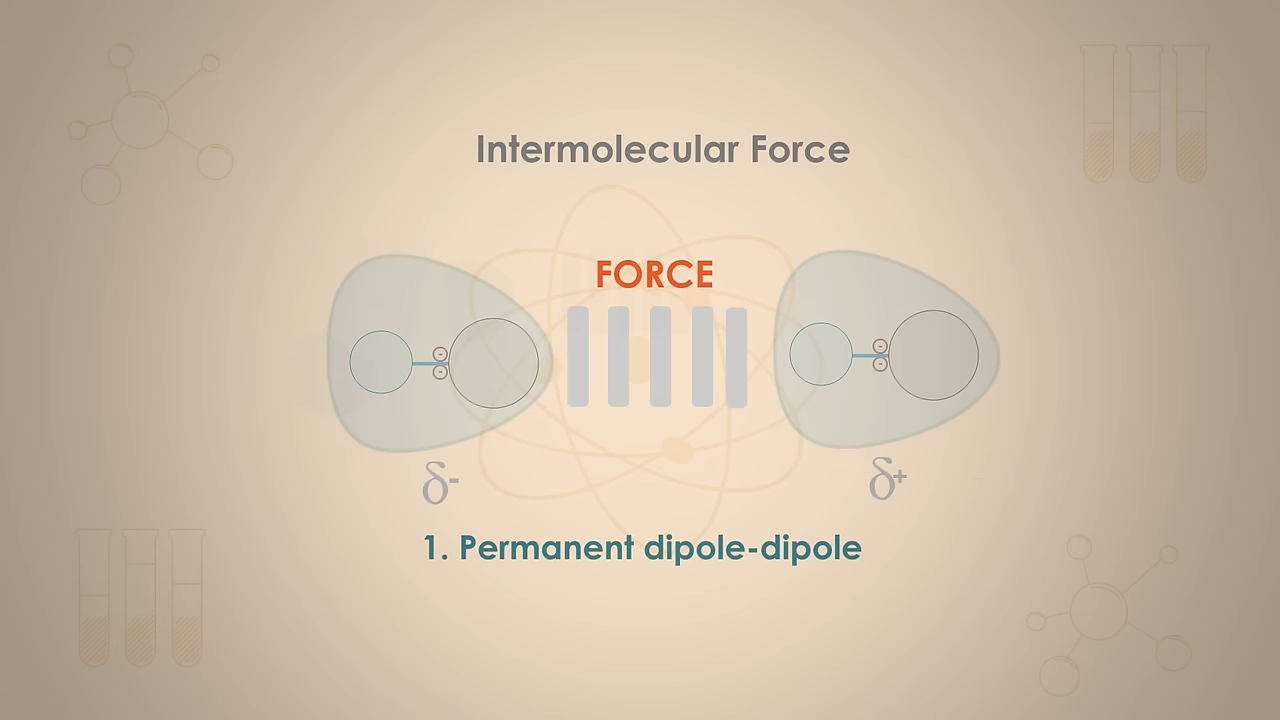 Intermolecular Force
FORCE
- -
- -
δ- δ+
1. Permanent dipole-dipole